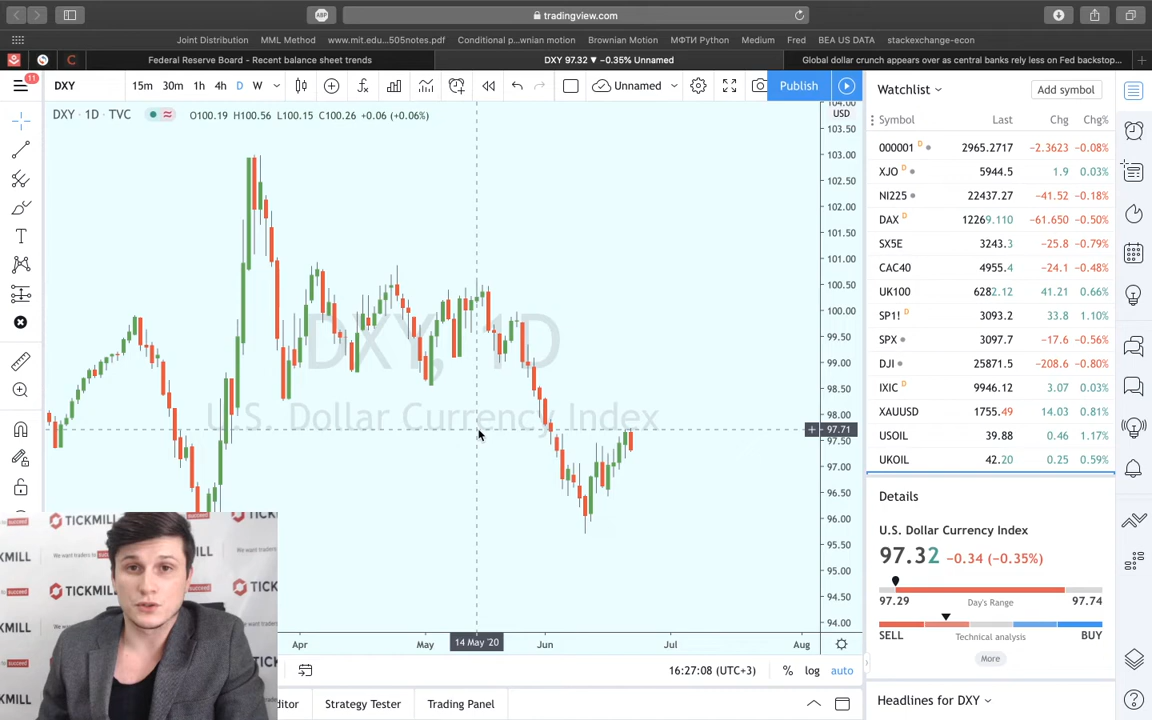 ABP
tradingview.com
Joint Distribution MML Method www.mit.edu...505notes.pdf Conditional p...wnian motion Brownian Motion МФТИ Python Medium Fred BEA US DATA stackexchange-econ
Federal Reserve Board - Recent balance sheet trends DXY 97.32 ▼ −0.35% Unnamed Global dollar crunch appears over as central banks rely less on Fed backstop...
11 DXY 15m 30m 1h 4h D W Unnamed Publish
Watchlist Add symbol
DXY · 1D · TVC O100.19 H100.56 L100.15 C100.26 +0.06 (+0.06%)
104.00
USD
103.50
103.00
102.50
102.00
101.50
101.00
100.50
100.00
99.50
99.00
98.50
98.00
97.71
97.50
97.00
96.50
96.00
95.50
95.00
94.50
94.00
DXY, 1D
U.S. Dollar Currency Index
Symbol Last Chg Chg%
000001 D 2965.2717 −2.3623 −0.08%
XJO D 5944.5 1.9 0.03%
NI225 22437.27 −41.52 −0.18%
DAX D 12269.110 −61.650 −0.50%
SX5E 3243.3 −25.8 −0.79%
CAC40 4955.4 −24.1 −0.48%
UK100 6282.12 41.21 0.66%
SP1! D 3093.2 33.8 1.10%
SPX 3097.7 −17.6 −0.56%
DJI 25871.5 −208.6 −0.80%
IXIC D 9946.12 3.07 0.03%
XAUUSD 1755.49 14.03 0.81%
USOIL 39.88 0.46 1.17%
UKOIL 42.20 0.25 0.59%
Details
U.S. Dollar Currency Index
97.32 −0.34 (−0.35%)
97.29 Day's Range 97.74
SELL Technical analysis BUY
More
Headlines for DXY
Apr May 14 May '20 Jun Jul Aug
16:27:08 (UTC+3) % log auto
Strategy Tester Trading Panel
TICKMILL
We want traders to succeed
TICKMILL